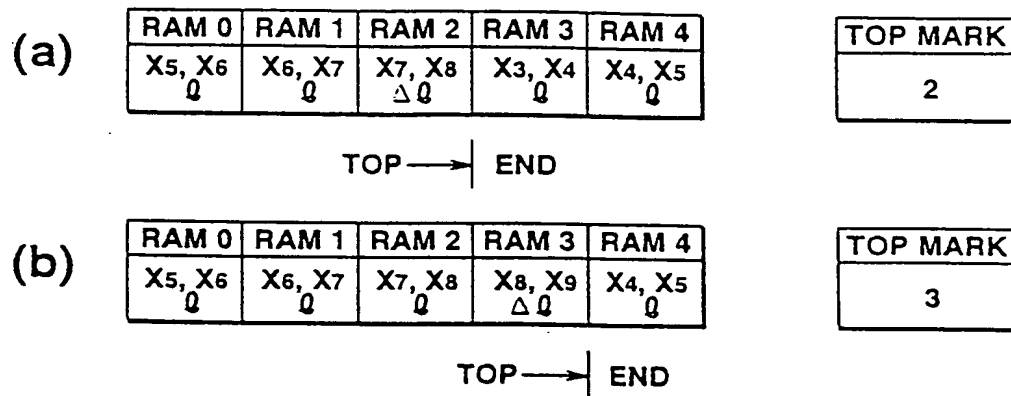 (a) RAM 0 RAM 1 RAM 2 RAM 3 RAM 4 TOP MARK
X5, X6 X6, X7 X7, X8 X3, X4 X4, X5 2
ℓ ℓ Δ ℓ ℓ ℓ
TOP → END
(b) RAM 0 RAM 1 RAM 2 RAM 3 RAM 4 TOP MARK
X5, X6 X6, X7 X7, X8 X8, X9 X4, X5 3
ℓ ℓ ℓ Δ ℓ ℓ
TOP → END